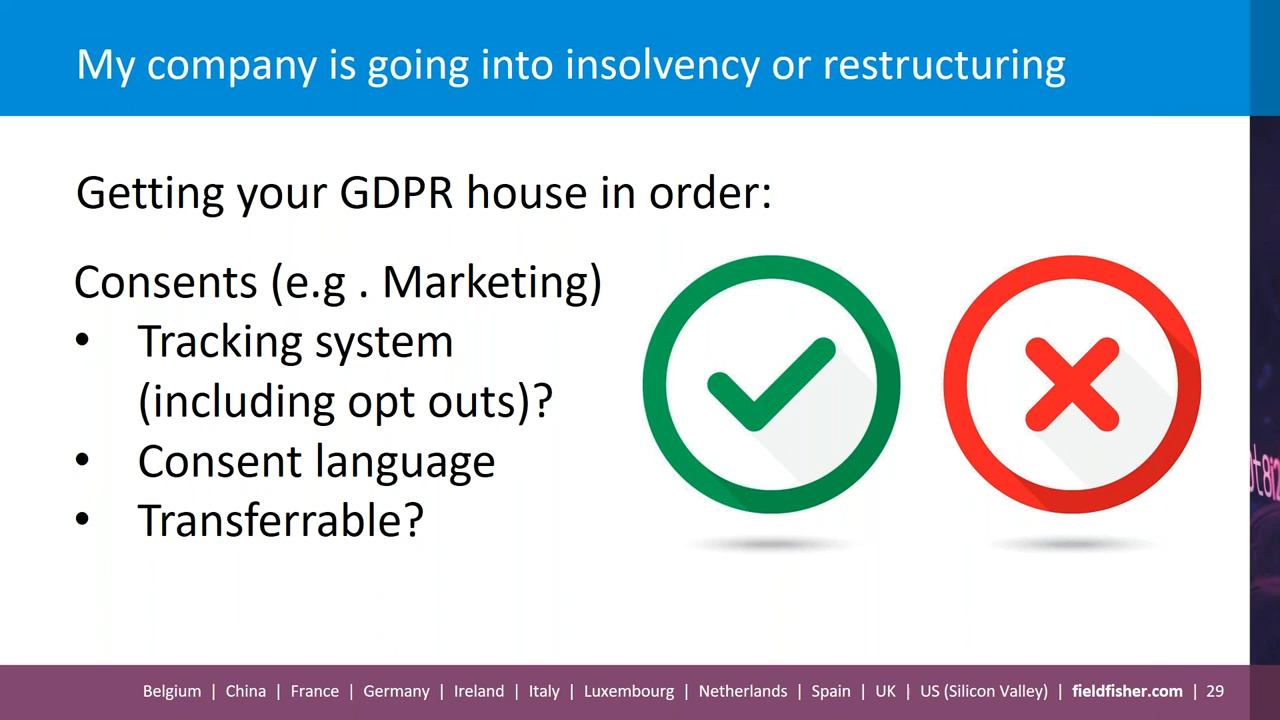 My company is going into insolvency or restructuring
Getting your GDPR house in order:
Consents (e.g . Marketing)
• Tracking system
(including opt outs)?
• Consent language
• Transferrable?
Belgium | China | France | Germany | Ireland | Italy | Luxembourg | Netherlands | Spain | UK | US (Silicon Valley) | fieldfisher.com | 29